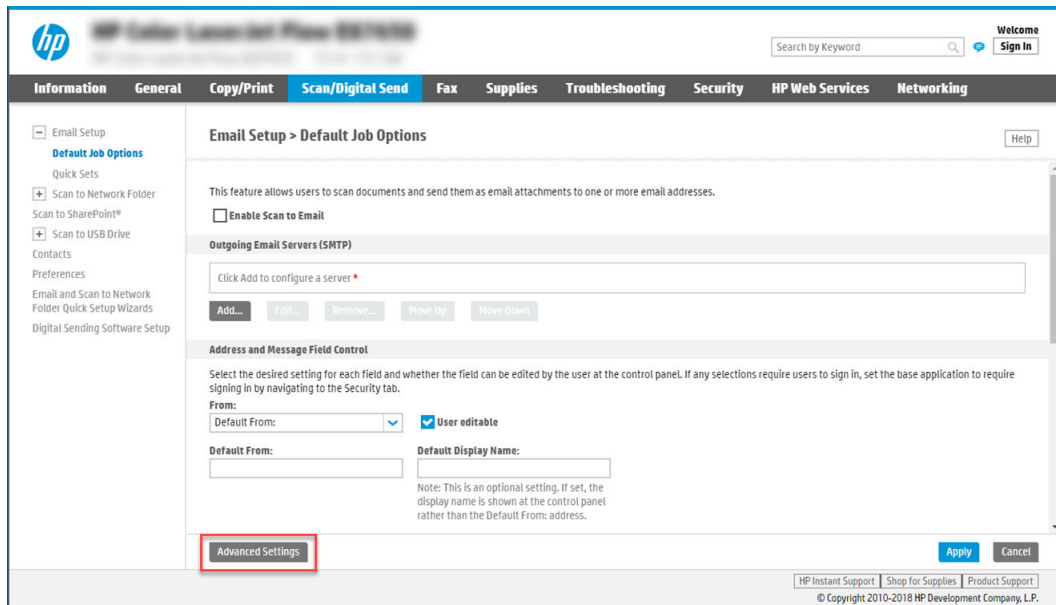 hp
Welcome
Search by Keyword
Sign In
Information General Copy/Print Scan/Digital Send Fax Supplies Troubleshooting Security HP Web Services Networking
Email Setup
Default Job Options
Quick Sets
Scan to Network Folder
Scan to SharePoint®
Scan to USB Drive
Contacts
Preferences
Email and Scan to Network
Folder Quick Setup Wizards
Digital Sending Software Setup
Email Setup > Default Job Options
Help
This feature allows users to scan documents and send them as email attachments to one or more email addresses.
Enable Scan to Email
Outgoing Email Servers (SMTP)
Click Add to configure a server *
Add... Edit... Remove... Move Up Move Down
Address and Message Field Control
Select the desired setting for each field and whether the field can be edited by the user at the control panel. If any selections require users to sign in, set the base application to require
signing in by navigating to the Security tab.
From:
Default From: User editable
Default From: Default Display Name:
Note: This is an optional setting. If set, the
display name is shown at the control panel
rather than the Default From: address.
Advanced Settings Apply Cancel
HP Instant Support Shop for Supplies Product Support
© Copyright 2010-2018 HP Development Company, L.P.